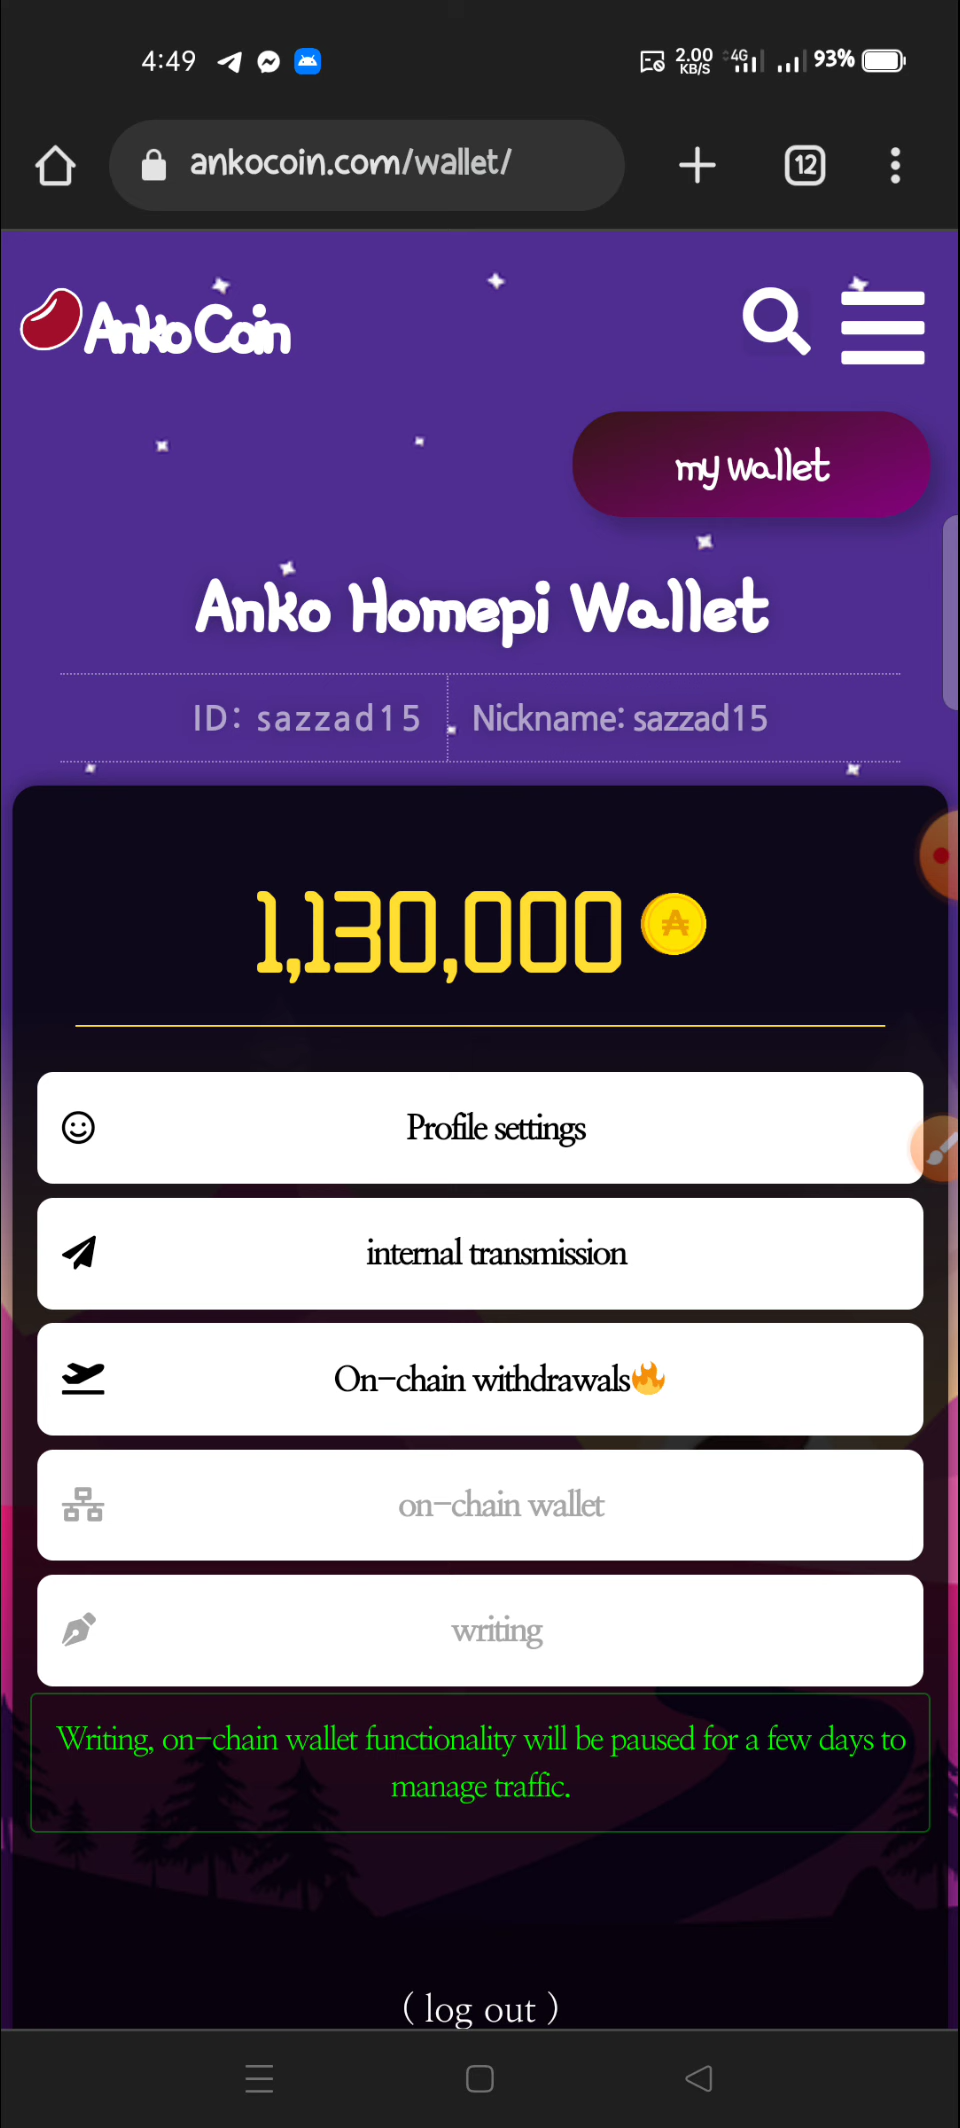 4:49 2.00 KB/S 4G 93%
ankocoin.com/wallet/ 12
AnkoCoin
my wallet
Anko Homepi Wallet
ID: sazzad15 Nickname: sazzad15
1,130,000
Profile settings
internal transmission
On-chain withdrawals🔥
on-chain wallet
writing
Writing, on-chain wallet functionality will be paused for a few days to
manage traffic.
( log out )